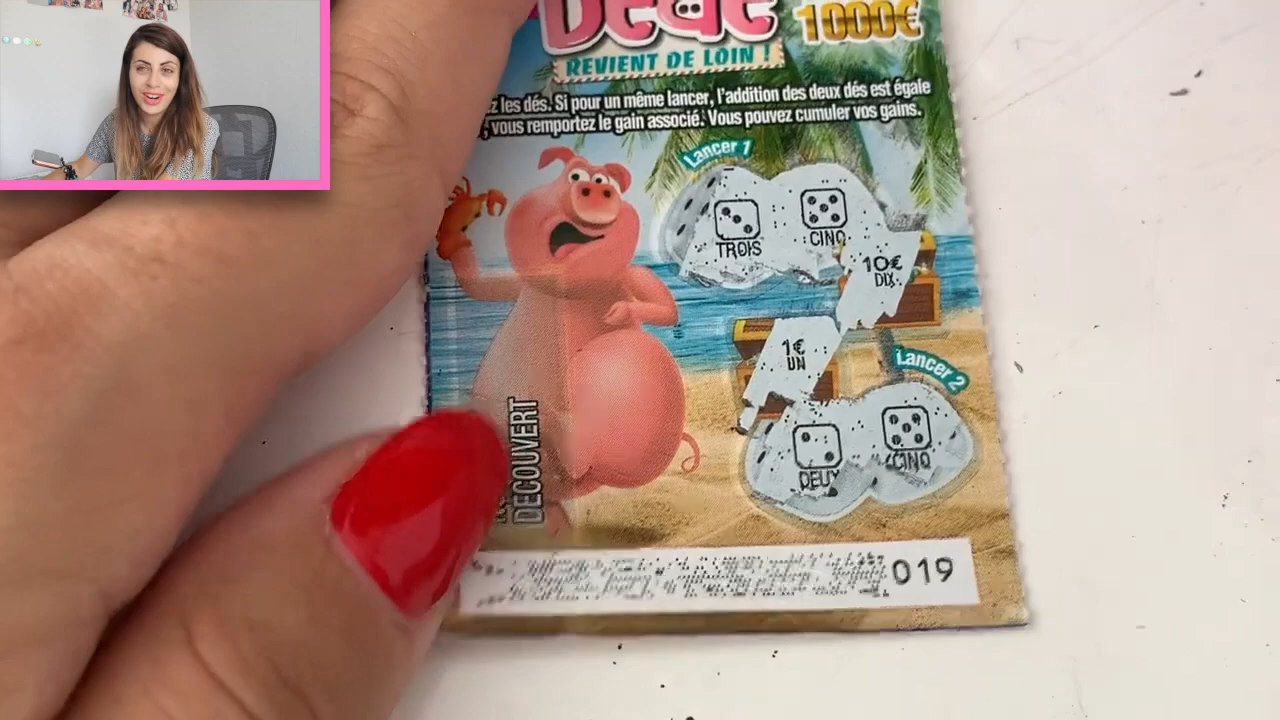 Dédé
1000€
REVIENT DE LOIN !
les dés. Si pour un même lancer, l'addition des deux dés est égale
, vous remportez le gain associé. Vous pouvez cumuler vos gains.
Lancer 1
TROIS
CINQ
10€
DIX
1€
UN
Lancer 2
DEUX
CINQ
DECOUVERT
019